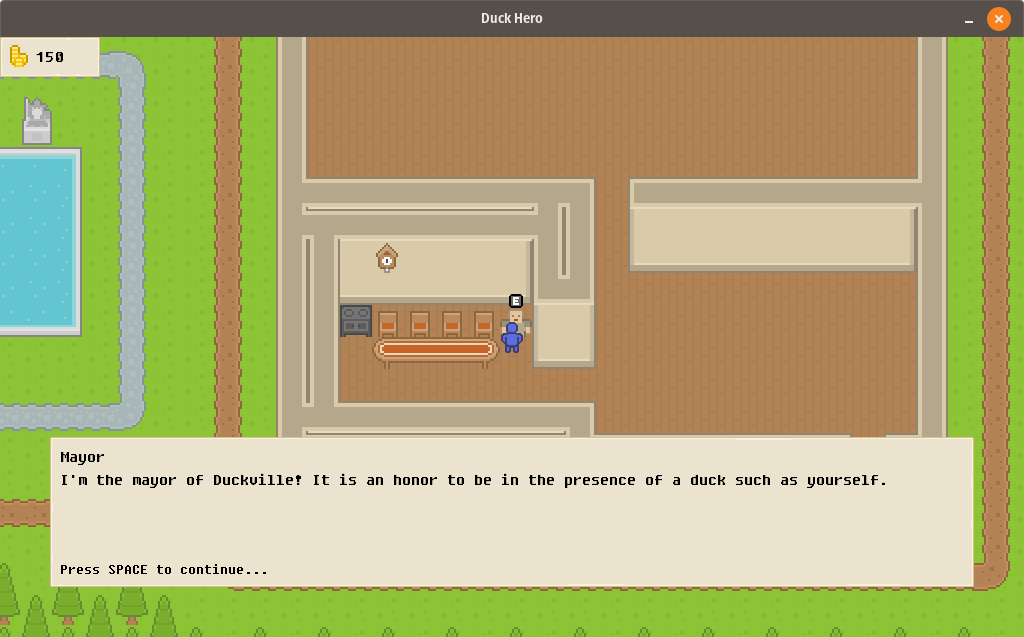 Duck Hero
150
E
Mayor
I'm the mayor of Duckville! It is an honor to be in the presence of a duck such as yourself.
Press SPACE to continue...